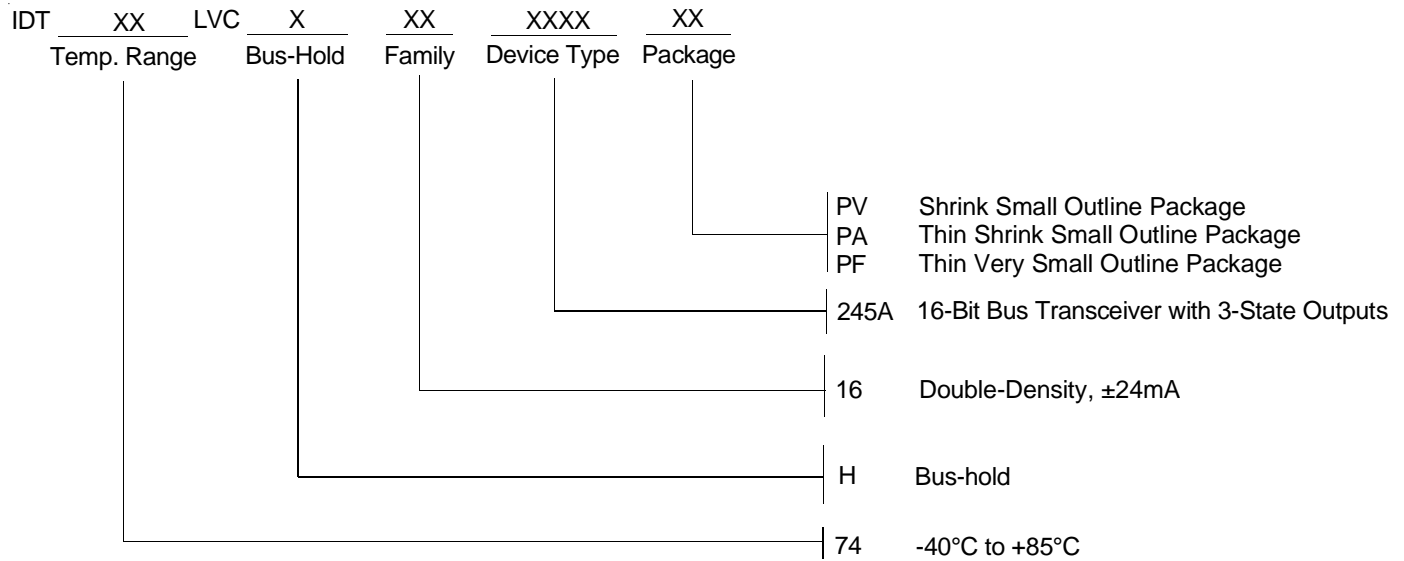 IDT XX LVC X XX XXXX XX
Temp. Range Bus-Hold Family Device Type Package
PV Shrink Small Outline Package
PA Thin Shrink Small Outline Package
PF Thin Very Small Outline Package
245A 16-Bit Bus Transceiver with 3-State Outputs
16 Double-Density, ±24mA
H Bus-hold
74 -40°C to +85°C